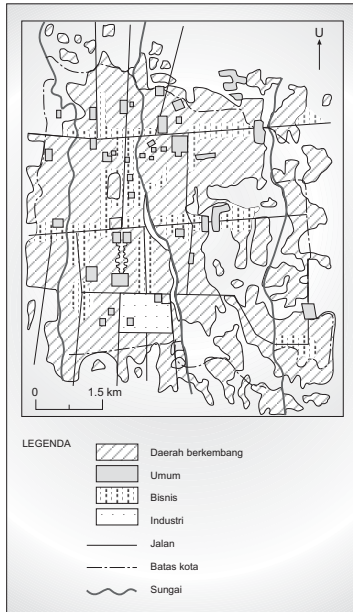 U
0 1.5 km
LEGENDA
Daerah berkembang
Umum
Bisnis
Industri
Jalan
Batas kota
Sungai